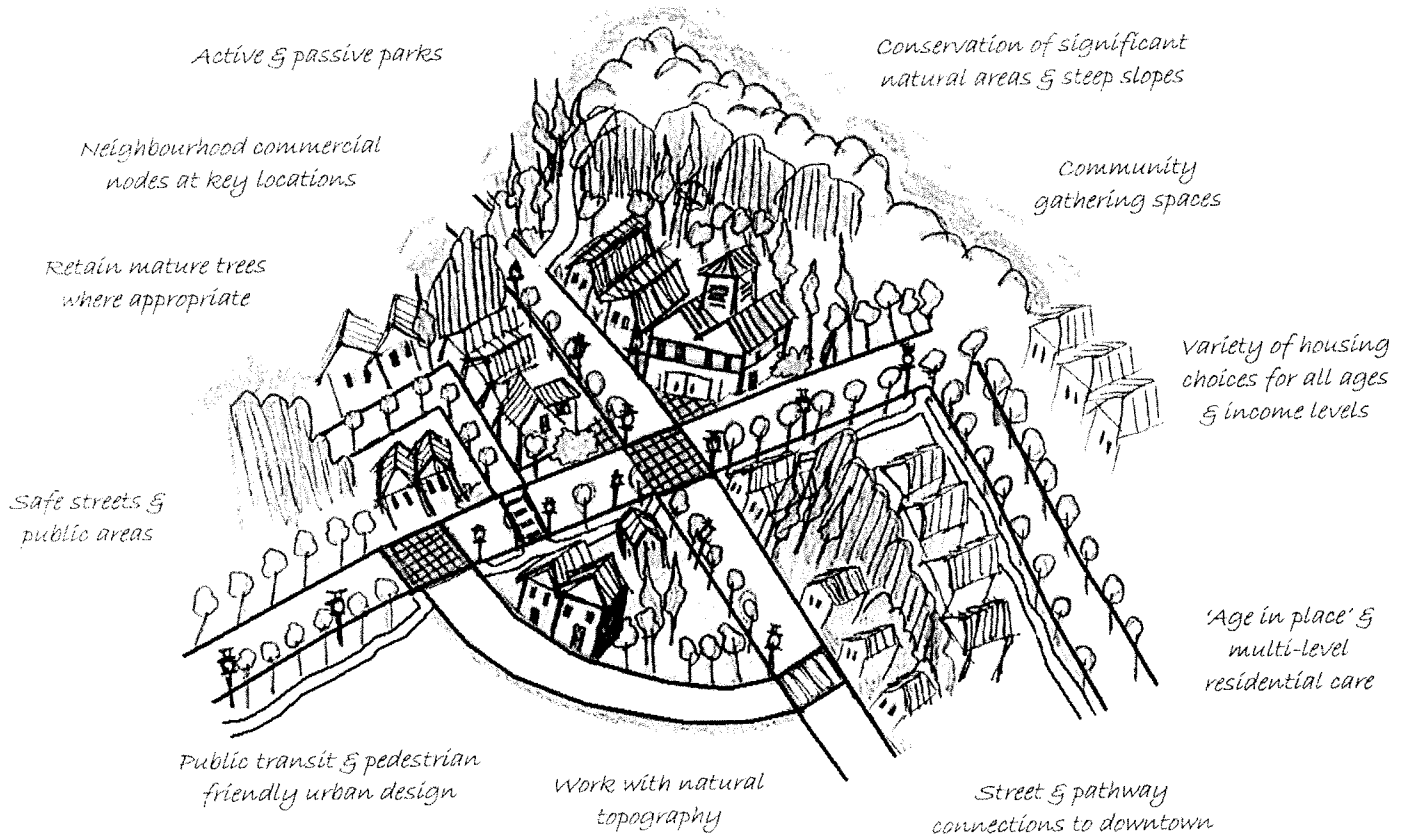 Active & passive parks
Conservation of significant
natural areas & steep slopes
Neighbourhood commercial
nodes at key locations
Community
gathering spaces
Retain mature trees
where appropriate
Variety of housing
choices for all ages
& income levels
Safe streets &
public areas
'Age in place' &
multi-level
residential care
Public transit & pedestrian
friendly urban design
Work with natural
topography
Street & pathway
connections to downtown